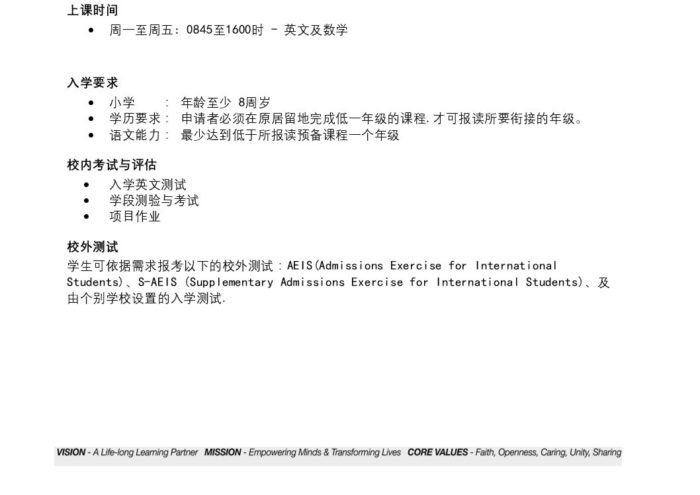 上课时间
• 周一至周五: 0845至1600时 - 英文及数学
入学要求
• 小学 : 年龄至少 8周岁
• 学历要求: 申请者必须在原居留地完成低一年级的课程.才可报读所要衔接的年级。
• 语文能力: 最少达到低于所报读预备课程一个年级
校内考试与评估
• 入学英文测试
• 学段测验与考试
• 项目作业
校外测试
学生可依据需求报考以下的校外测试:AEIS(Admissions Exercise for International
Students)、S-AEIS (Supplementary Admissions Exercise for International Students)、及
由个别学校设置的入学测试.
VISION - A Life-long Learning Partner MISSION - Empowering Minds & Transforming Lives CORE VALUES - Faith, Openness, Caring, Unity, Sharing